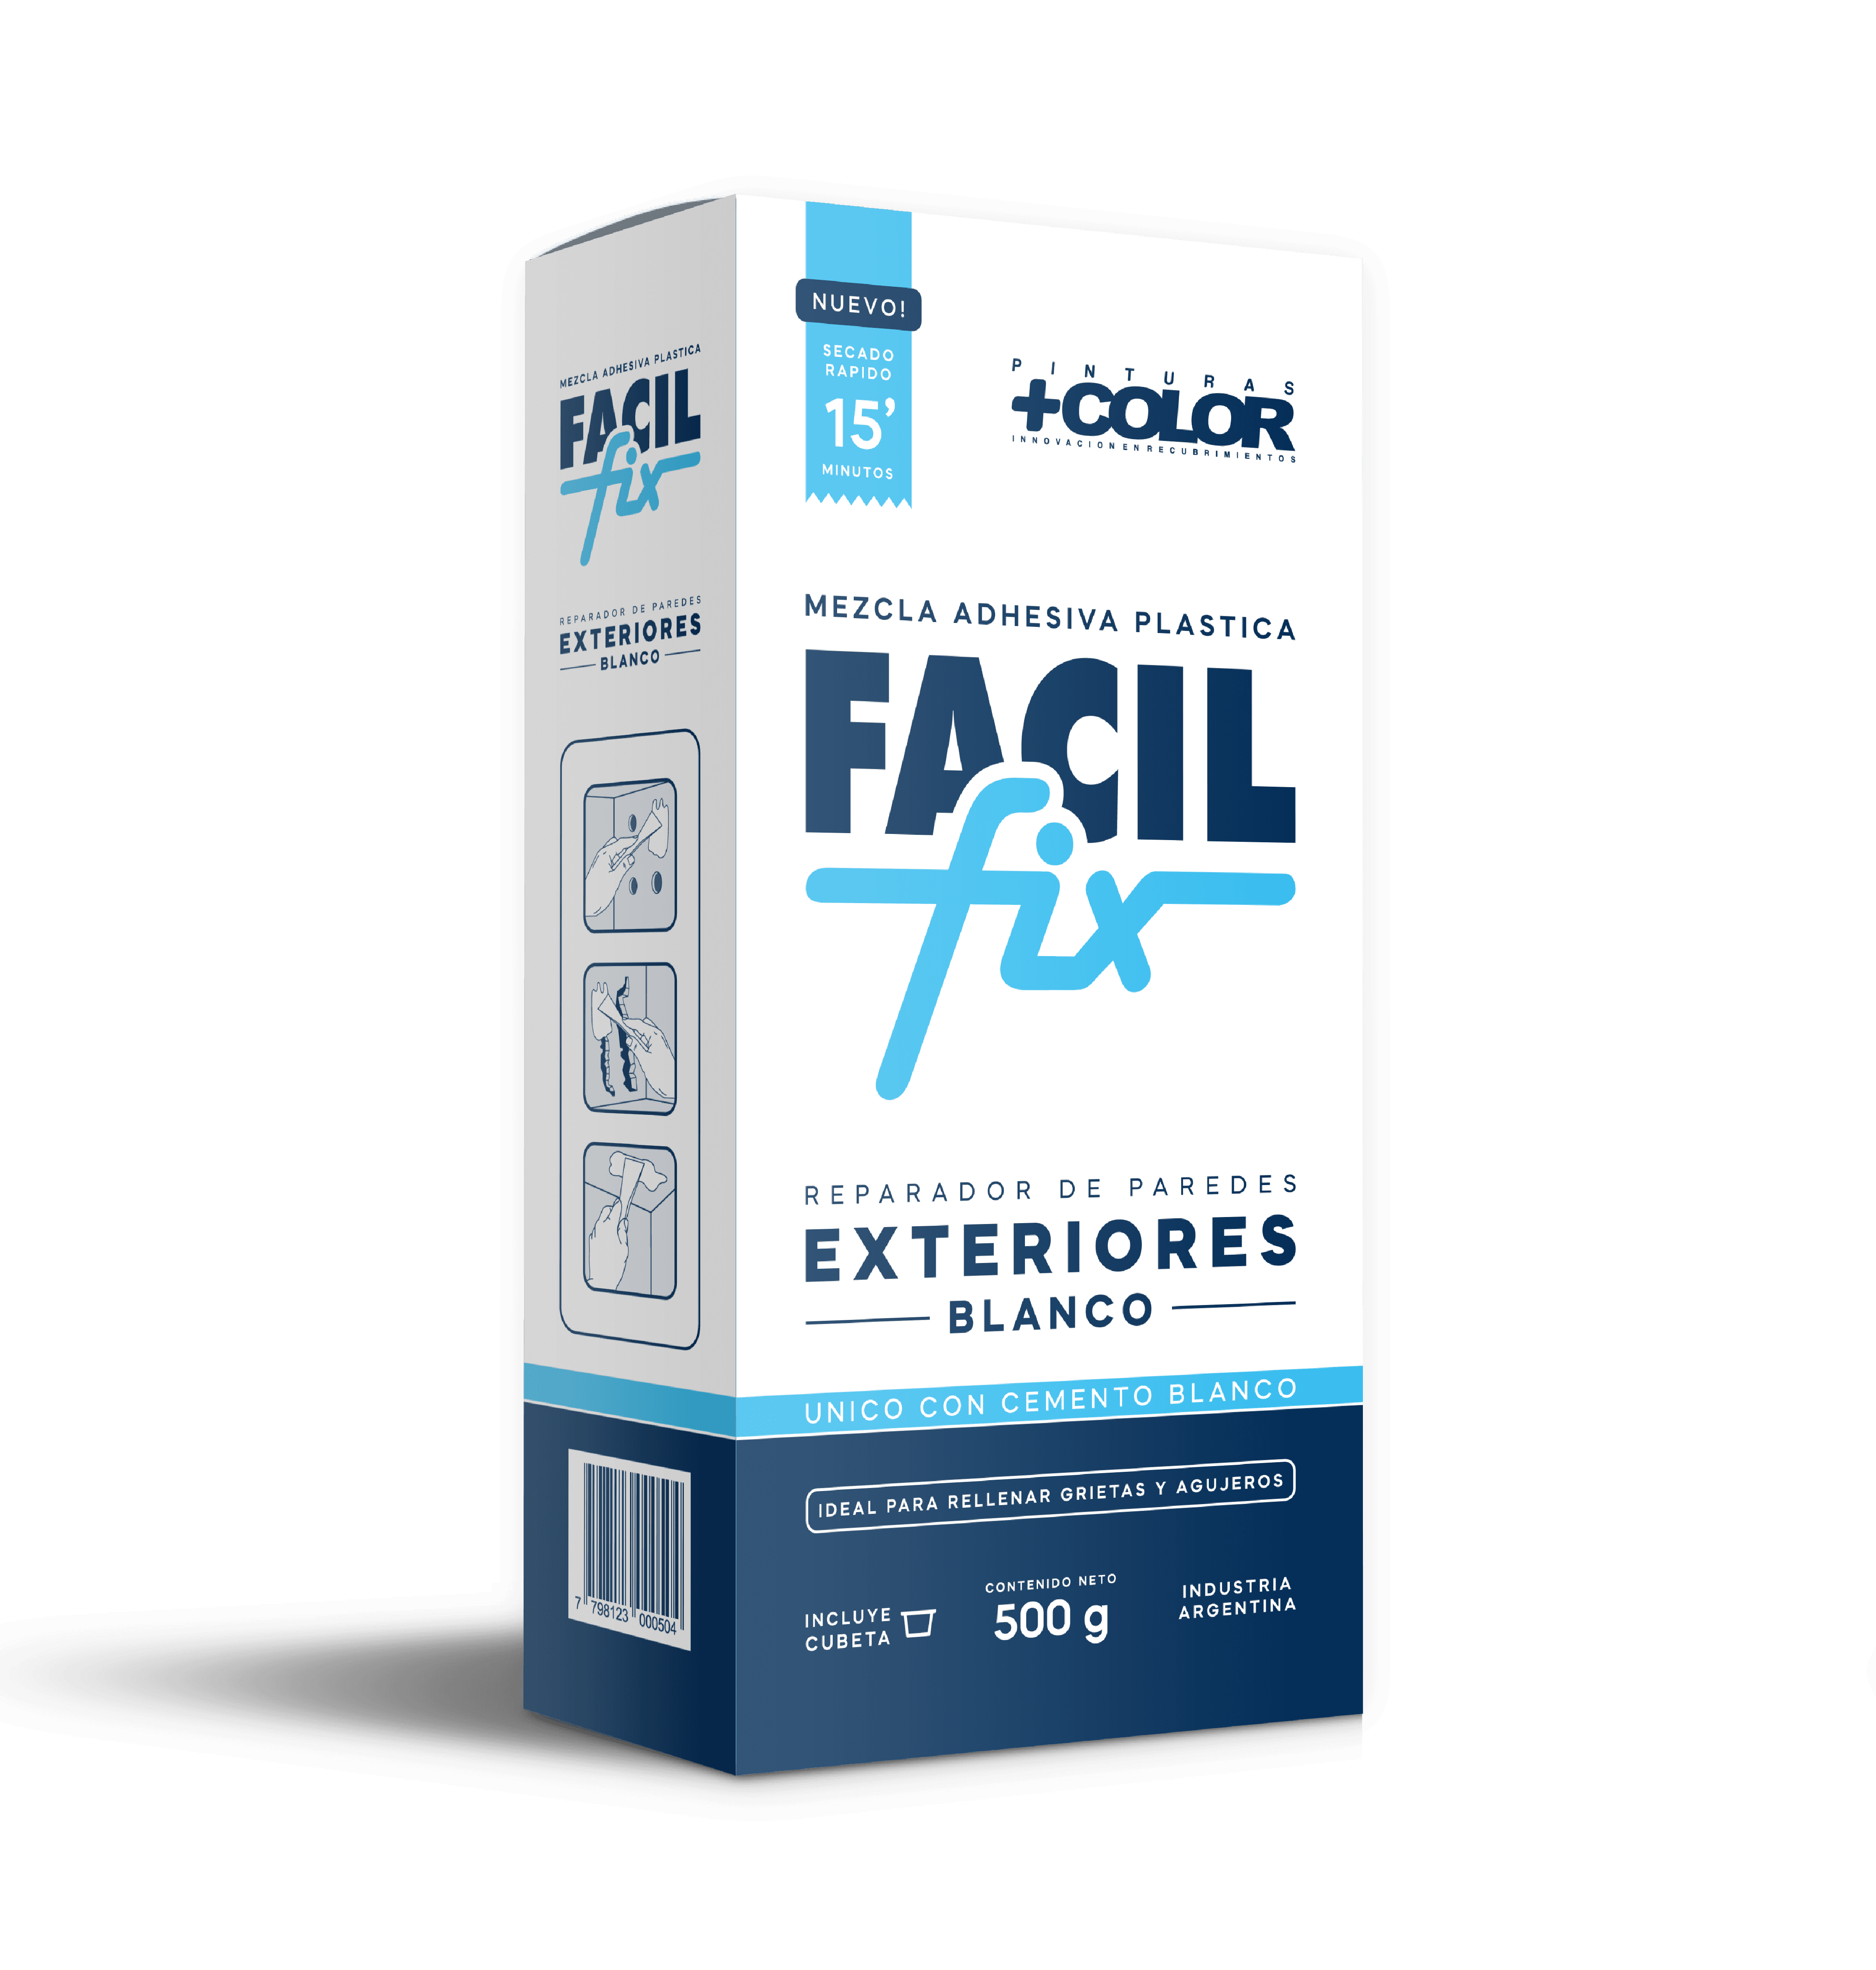 NUEVO!
SECADO
RAPIDO
15’
MINUTOS
PINTURAS
+COLOR
INNOVACION EN RECUBRIMIENTOS
MEZCLA ADHESIVA PLASTICA
FACIL
fix
REPARADOR DE PAREDES
EXTERIORES
BLANCO
UNICO CON CEMENTO BLANCO
IDEAL PARA RELLENAR GRIETAS Y AGUJEROS
INCLUYE
CUBETA
CONTENIDO NETO
500 g
INDUSTRIA
ARGENTINA
MEZCLA ADHESIVA PLASTICA
FACIL
fix
REPARADOR DE PAREDES
EXTERIORES
BLANCO
7 798123 000504